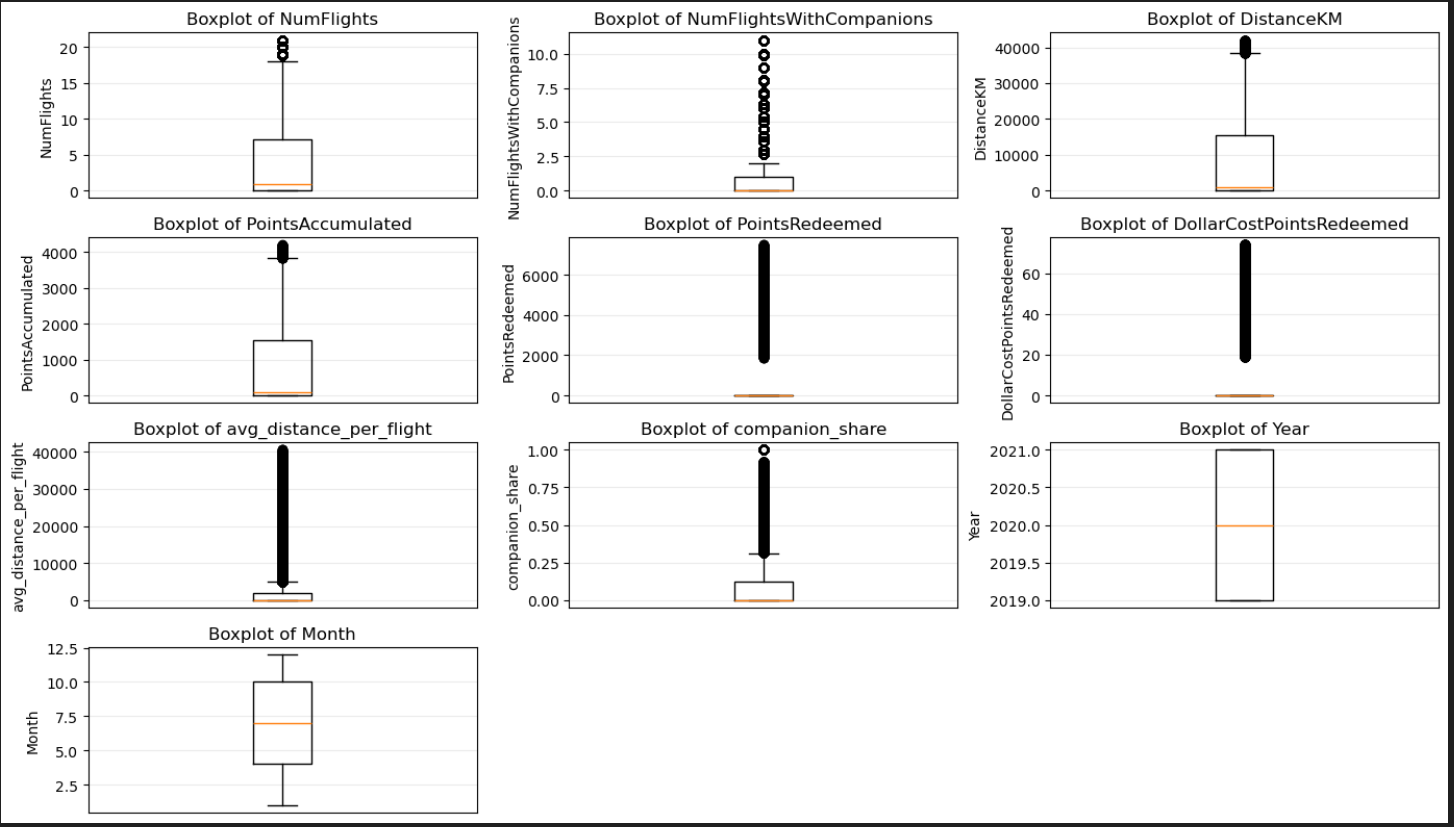 Boxplot of NumFlights
NumFlights
20
15
10
5
0
Boxplot of NumFlightsWithCompanions
NumFlightsWithCompanions
10.0
7.5
5.0
2.5
0.0
Boxplot of DistanceKM
DistanceKM
40000
30000
20000
10000
0
Boxplot of PointsAccumulated
PointsAccumulated
4000
3000
2000
1000
0
Boxplot of PointsRedeemed
PointsRedeemed
6000
4000
2000
0
Boxplot of DollarCostPointsRedeemed
DollarCostPointsRedeemed
60
40
20
0
Boxplot of avg_distance_per_flight
avg_distance_per_flight
40000
30000
20000
10000
0
Boxplot of companion_share
companion_share
1.00
0.75
0.50
0.25
0.00
Boxplot of Year
Year
2021.0
2020.5
2020.0
2019.5
2019.0
Boxplot of Month
Month
12.5
10.0
7.5
5.0
2.5